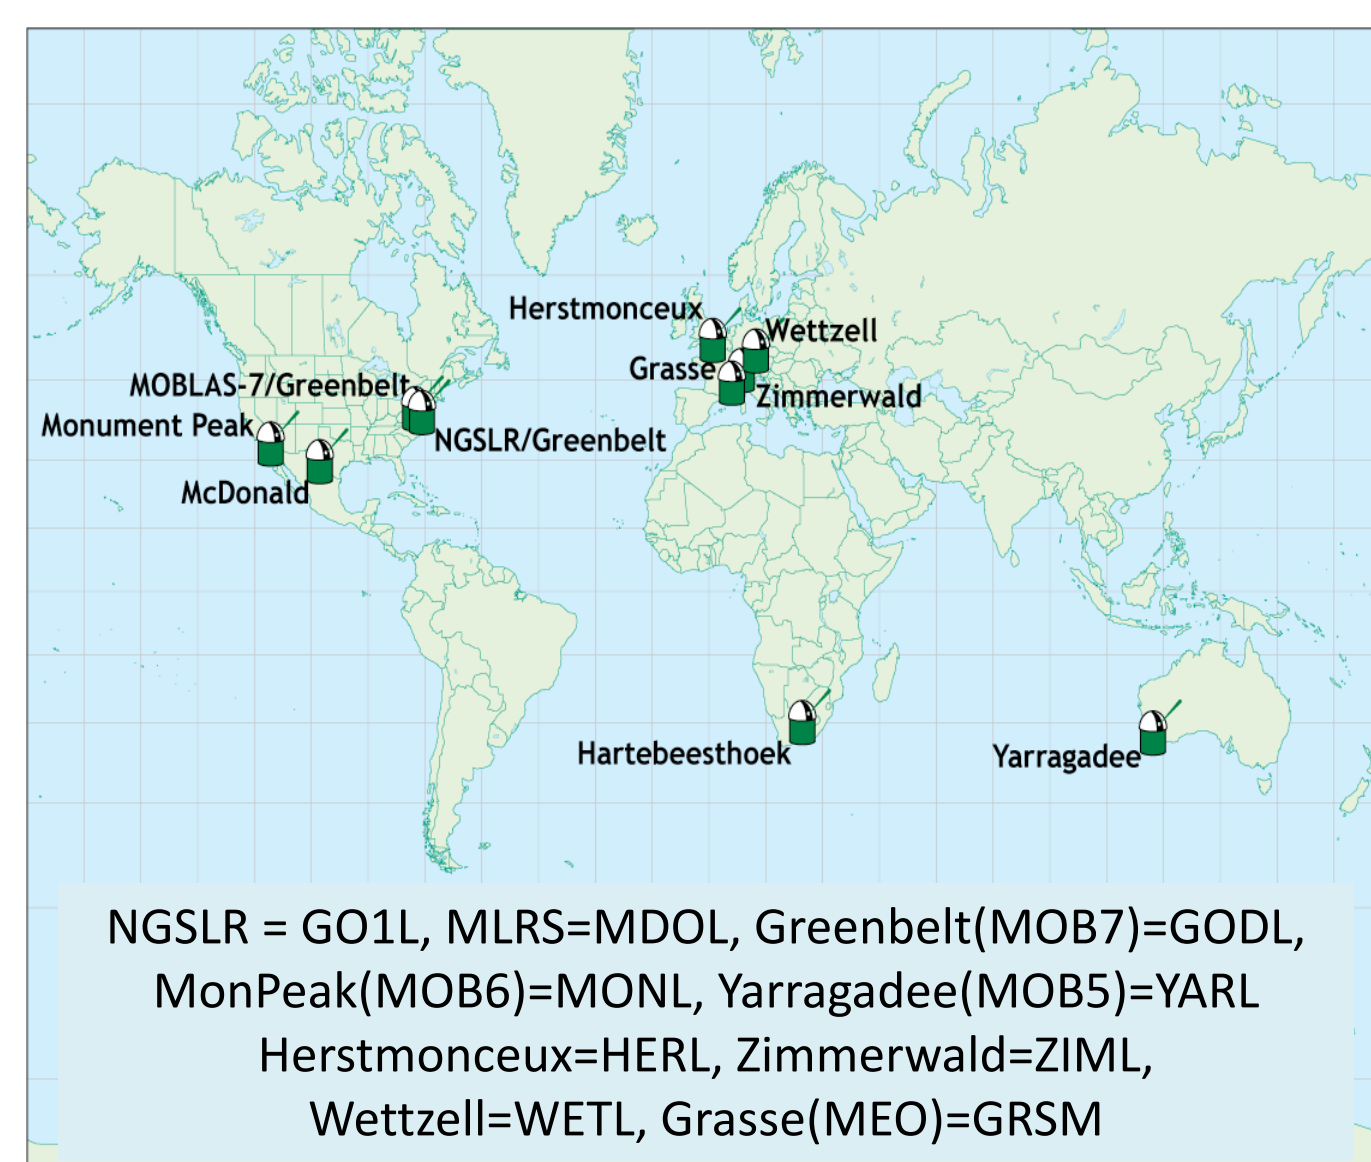 Herstmonceux
Wettzell
Grasse
MOBLAS-7/Greenbelt
Zimmerwald
Monument Peak
NGSLR/Greenbelt
McDonald
Hartebeesthoek
Yarragadee
NGSLR = GO1L, MLRS=MDOL, Greenbelt(MOB7)=GODL,
MonPeak(MOB6)=MONL, Yarragadee(MOB5)=YARL
Herstmonceux=HERL, Zimmerwald=ZIML,
Wettzell=WETL, Grasse(MEO)=GRSM